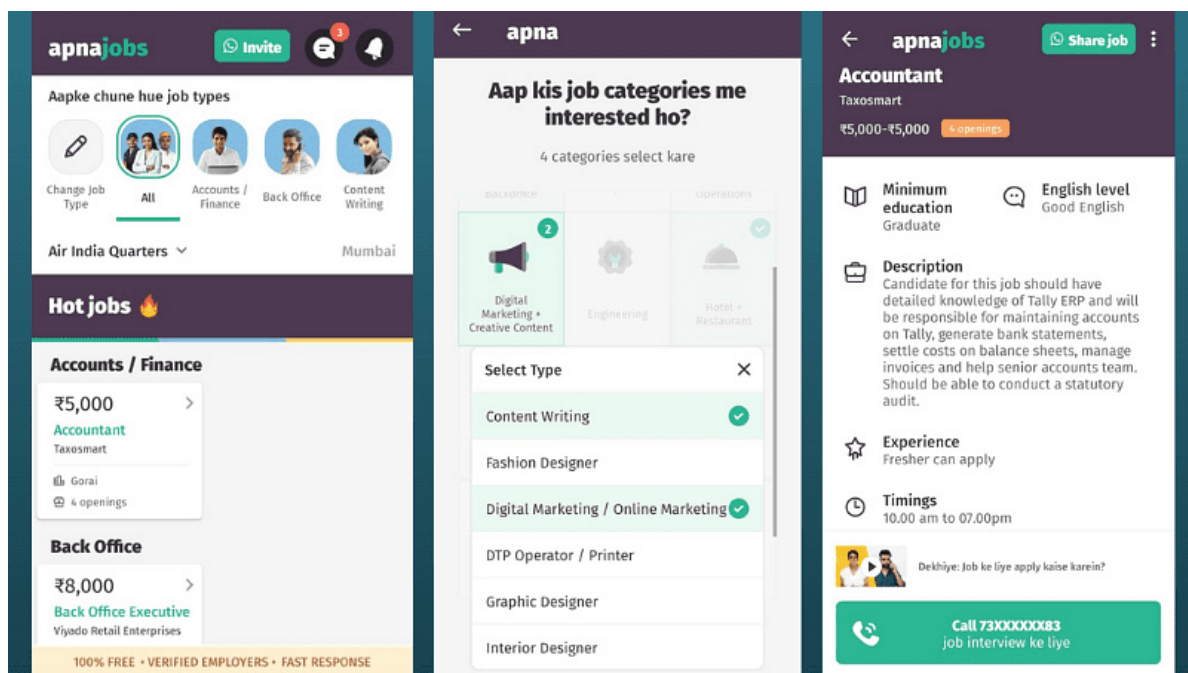 apnajobs
Invite
3
Aapke chune hue job types
Change Job
Type
All
Accounts /
Finance
Back Office
Content
Writing
Air India Quarters
Mumbai
Hot jobs
Accounts / Finance
₹5,000
Accountant
Taxosmart
Gorai
4 openings
Back Office
₹8,000
Back Office Executive
Viyado Retail Enterprises
100% FREE • VERIFIED EMPLOYERS • FAST RESPONSE
apna
Aap kis job categories me
interested ho?
4 categories select kare
Backoffice
Operations
2
Digital
Marketing +
Creative Content
Engineering
Hotel +
Restaurant
Select Type
Content Writing
Fashion Designer
Digital Marketing / Online Marketing
DTP Operator / Printer
Graphic Designer
Interior Designer
apnajobs
Share job
Accountant
Taxosmart
₹5,000-₹5,000
4 openings
Minimum
education
Graduate
English level
Good English
Description
Candidate for this job should have
detailed knowledge of Tally ERP and will
be responsible for maintaining accounts
on Tally, generate bank statements,
settle costs on balance sheets, manage
invoices and help senior accounts team.
Should be able to conduct a statutory
audit.
Experience
Fresher can apply
Timings
10.00 am to 07.00pm
Dekhiye: Job ke liye apply kaise karein?
Call 73XXXXXX83
job interview ke liye